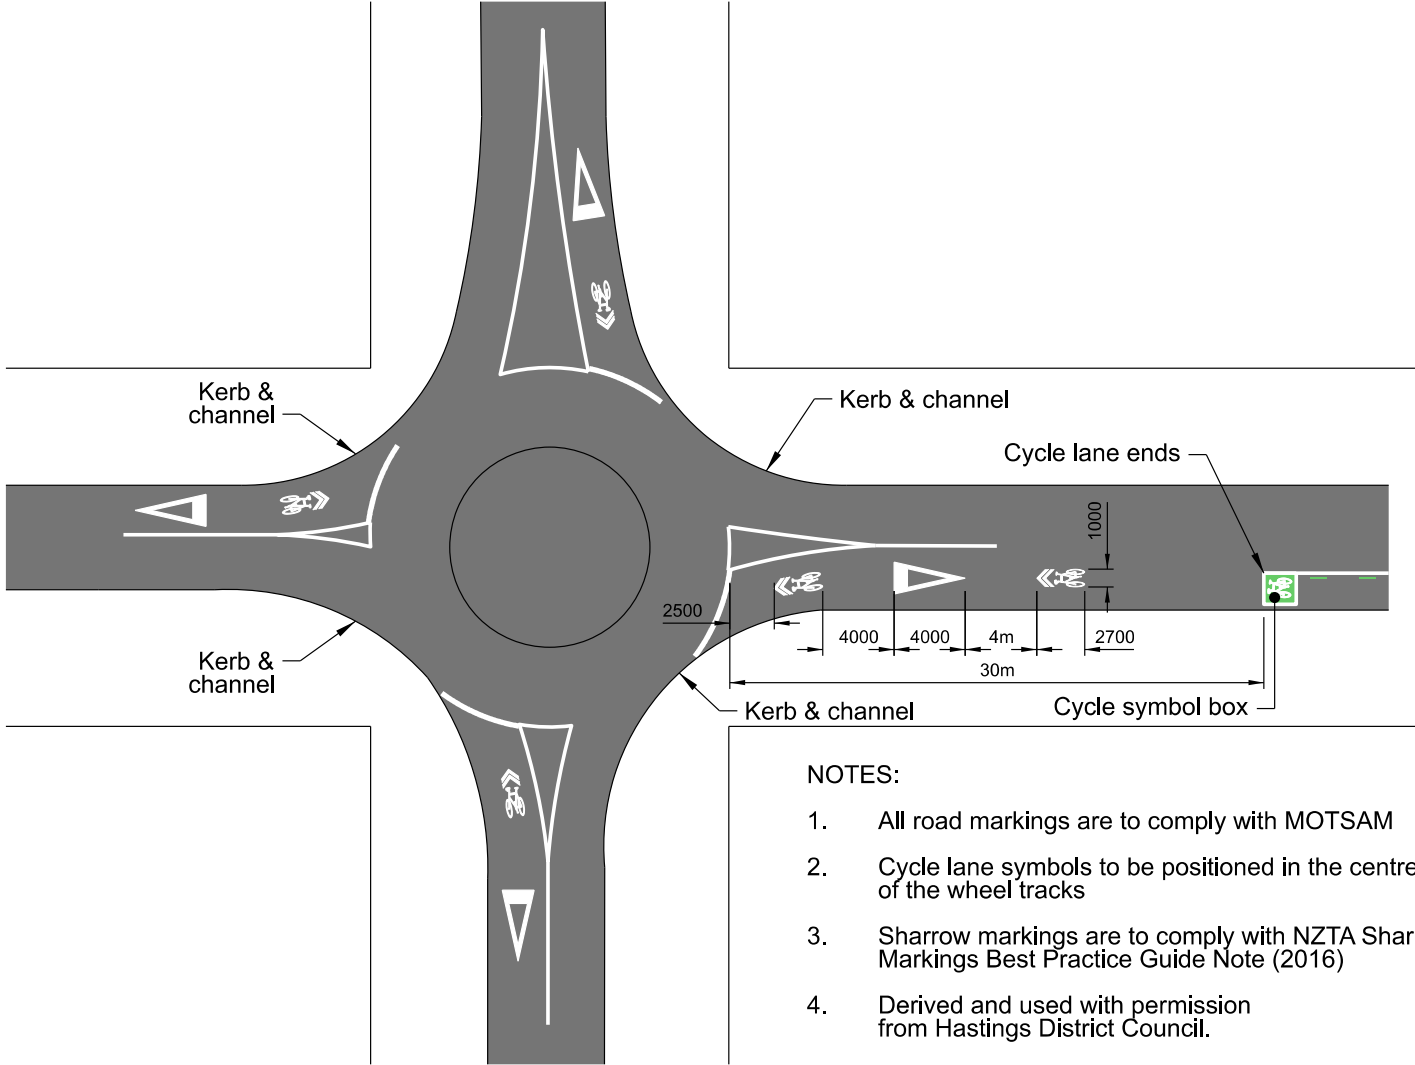 Kerb &
channel
Kerb & channel
Cycle lane ends
1000
2500
4000
4000
4m
2700
30m
Kerb &
channel
Kerb & channel
Cycle symbol box
NOTES:
1. All road markings are to comply with MOTSAM
2. Cycle lane symbols to be positioned in the centre
of the wheel tracks
3. Sharrow markings are to comply with NZTA Shar
Markings Best Practice Guide Note (2016)
4. Derived and used with permission
from Hastings District Council.